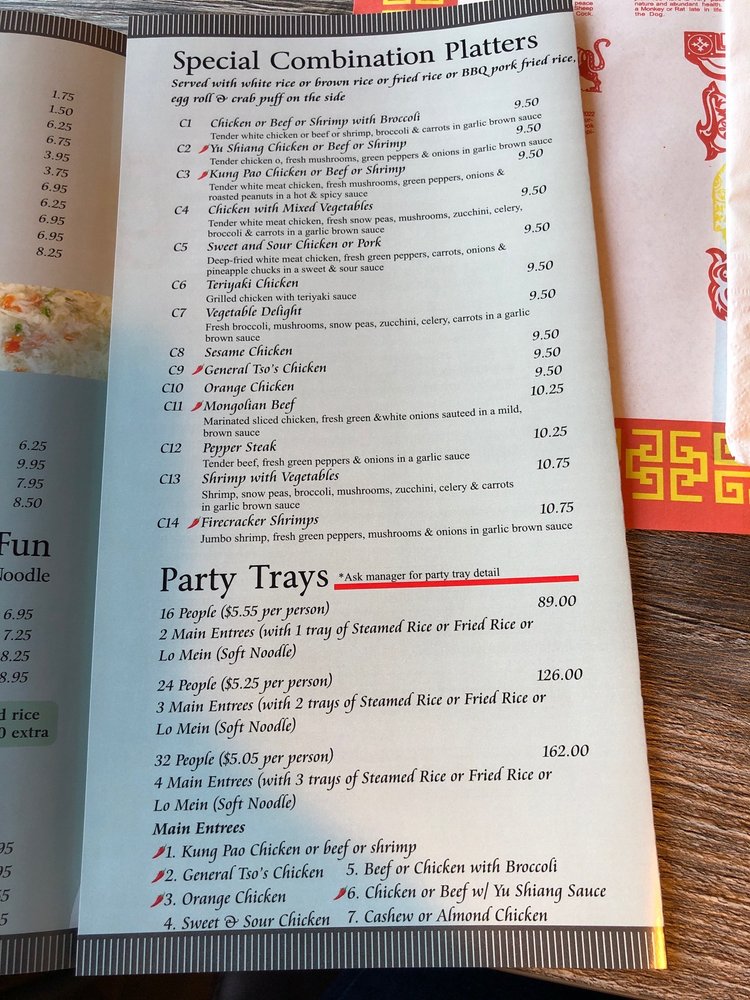 peace
Sheep
Cock.
nature and abundant health.
a Monkey or Rat late in life.
the Dog.
2022
1.75
1.50
6.25
6.75
3.95
3.75
6.95
6.25
6.95
6.95
8.25
6.25
9.95
7.95
8.50
Fun
Noodle
6.95
7.25
8.25
8.95
d rice
0 extra
Special Combination Platters
Served with white rice or brown rice or fried rice or BBQ pork fried rice,
egg roll & crab puff on the side
C1 Chicken or Beef or Shrimp with Broccoli 9.50
Tender white chicken or beef or shrimp, broccoli & carrots in garlic brown sauce
C2 Yu Shiang Chicken or Beef or Shrimp 9.50
Tender chicken o, fresh mushrooms, green peppers & onions in garlic brown sauce
C3 Kung Pao Chicken or Beef or Shrimp 9.50
Tender white meat chicken, fresh mushrooms, green peppers, onions &
roasted peanuts in a hot & spicy sauce
C4 Chicken with Mixed Vegetables 9.50
Tender white meat chicken, fresh snow peas, mushrooms, zucchini, celery,
broccoli & carrots in a garlic brown sauce
C5 Sweet and Sour Chicken or Pork 9.50
Deep-fried white meat chicken, fresh green peppers, carrots, onions &
pineapple chucks in a sweet & sour sauce
C6 Teriyaki Chicken 9.50
Grilled chicken with teriyaki sauce
C7 Vegetable Delight 9.50
Fresh broccoli, mushrooms, snow peas, zucchini, celery, carrots in a garlic
brown sauce
C8 Sesame Chicken 9.50
C9 General Tso's Chicken 9.50
C10 Orange Chicken 9.50
C11 Mongolian Beef 10.25
Marinated sliced chicken, fresh green &white onions sauteed in a mild,
brown sauce
C12 Pepper Steak 10.25
Tender beef, fresh green peppers & onions in a garlic sauce
C13 Shrimp with Vegetables 10.75
Shrimp, snow peas, broccoli, mushrooms, zucchini, celery & carrots
in garlic brown sauce
C14 Firecracker Shrimps 10.75
Jumbo shrimp, fresh green peppers, mushrooms & onions in garlic brown sauce
Party Trays *Ask manager for party tray detail
16 People ($5.55 per person) 89.00
2 Main Entrees (with 1 tray of Steamed Rice or Fried Rice or
Lo Mein (Soft Noodle)
24 People ($5.25 per person) 126.00
3 Main Entrees (with 2 trays of Steamed Rice or Fried Rice or
Lo Mein (Soft Noodle)
32 People ($5.05 per person) 162.00
4 Main Entrees (with 3 trays of Steamed Rice or Fried Rice or
Lo Mein (Soft Noodle)
Main Entrees
1. Kung Pao Chicken or beef or shrimp
2. General Tso's Chicken 5. Beef or Chicken with Broccoli
3. Orange Chicken 6. Chicken or Beef w/ Yu Shiang Sauce
4. Sweet & Sour Chicken 7. Cashew or Almond Chicken